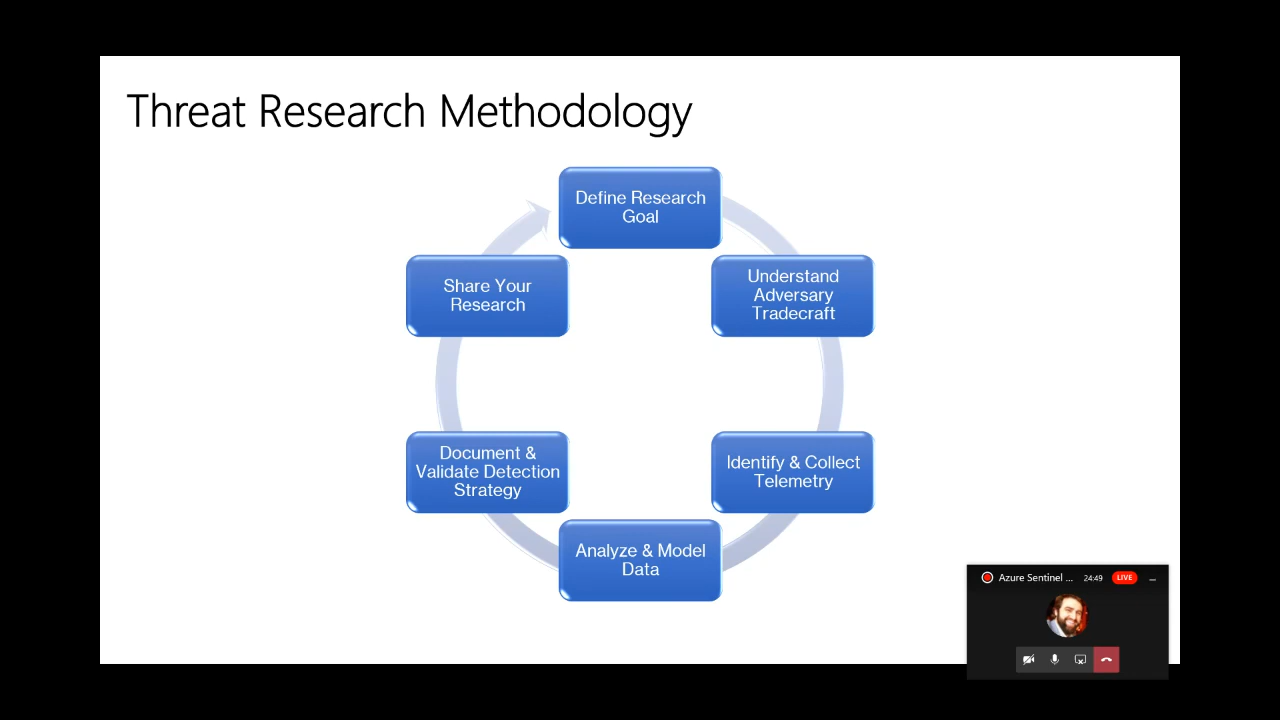 Threat Research Methodology
Define Research
Goal
Understand
Adversary
Tradecraft
Identify & Collect
Telemetry
Analyze & Model
Data
Document &
Validate Detection
Strategy
Share Your
Research
Azure Sentinel ... 24:49 LIVE